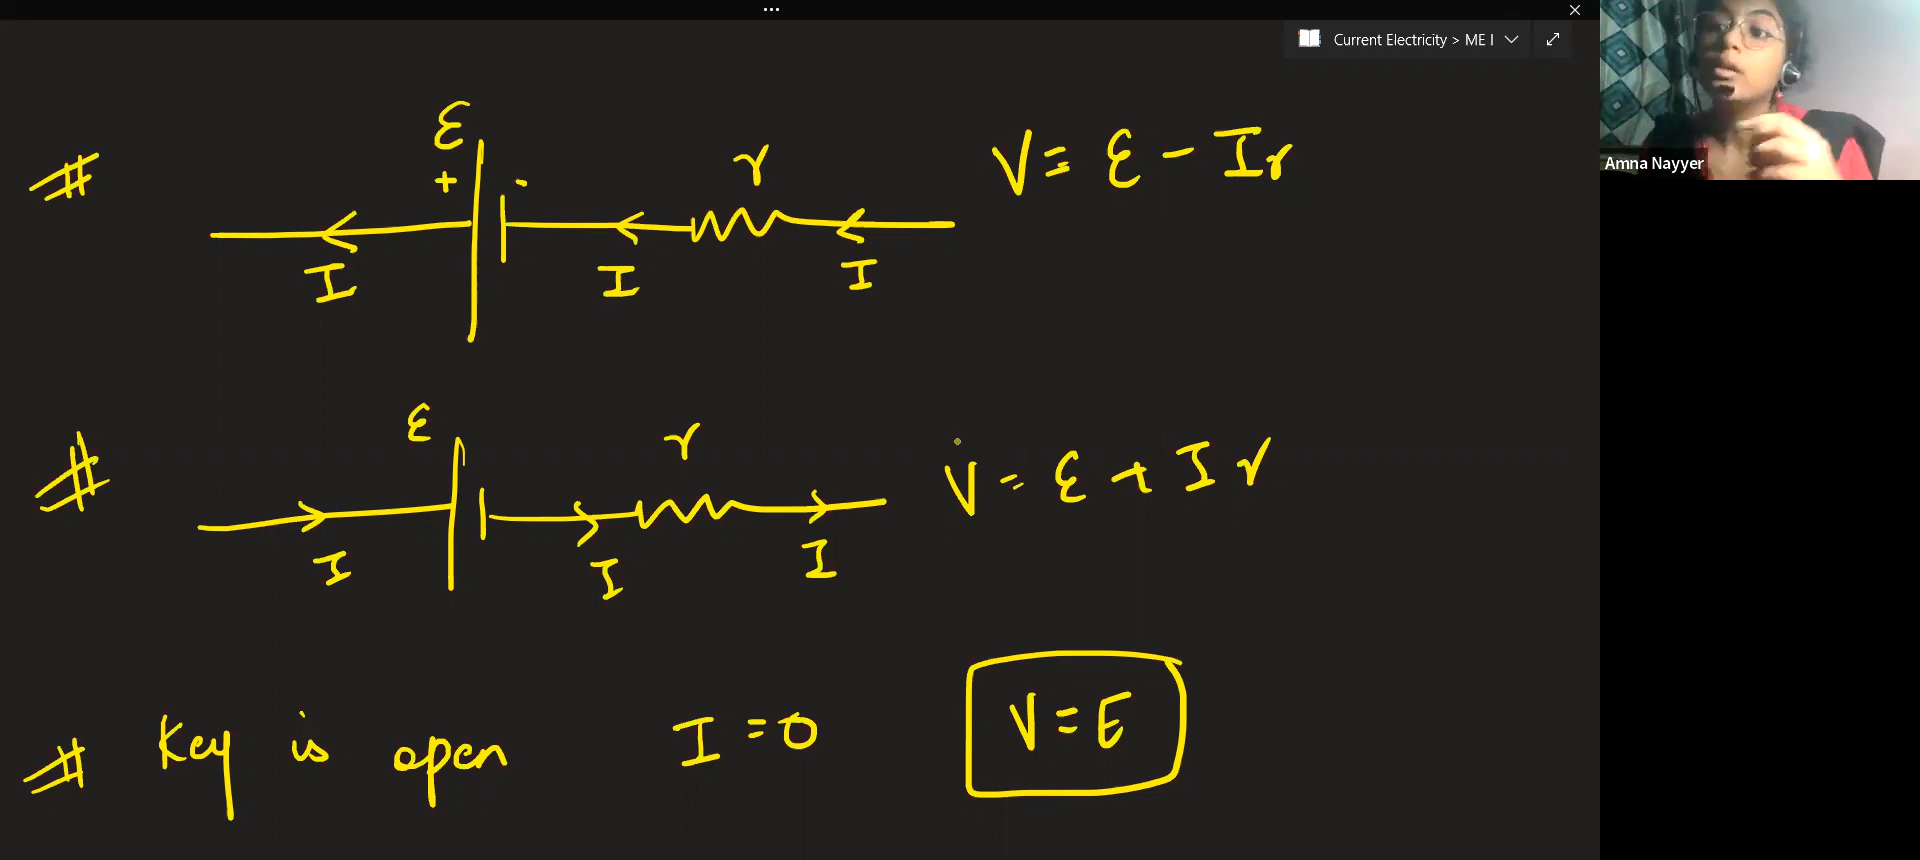 Current Electricity > ME I
Amna Nayyer
# ε + - r V = ε - Ir
I I I
# ε r V = ε + Ir
I I I
# Key is open I = 0 V = E